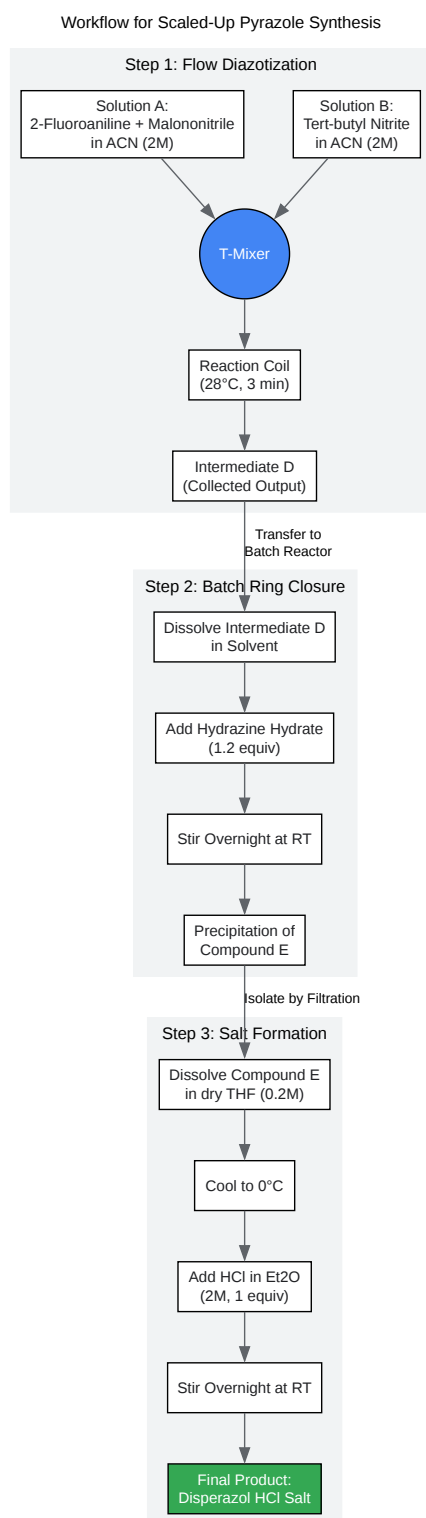 Workflow for Scaled-Up Pyrazole Synthesis
Step 1: Flow Diazotization
Solution A:
2-Fluoroaniline + Malononitrile
in ACN (2M)
Solution B:
Tert-butyl Nitrite
in ACN (2M)
T-Mixer
Reaction Coil
(28°C, 3 min)
Intermediate D
(Collected Output)
Transfer to
Batch Reactor
Step 2: Batch Ring Closure
Dissolve Intermediate D
in Solvent
Add Hydrazine Hydrate
(1.2 equiv)
Stir Overnight at RT
Precipitation of
Compound E
Isolate by Filtration
Step 3: Salt Formation
Dissolve Compound E
in dry THF (0.2M)
Cool to 0°C
Add HCl in Et2O
(2M, 1 equiv)
Stir Overnight at RT
Final Product:
Disperazol HCl Salt